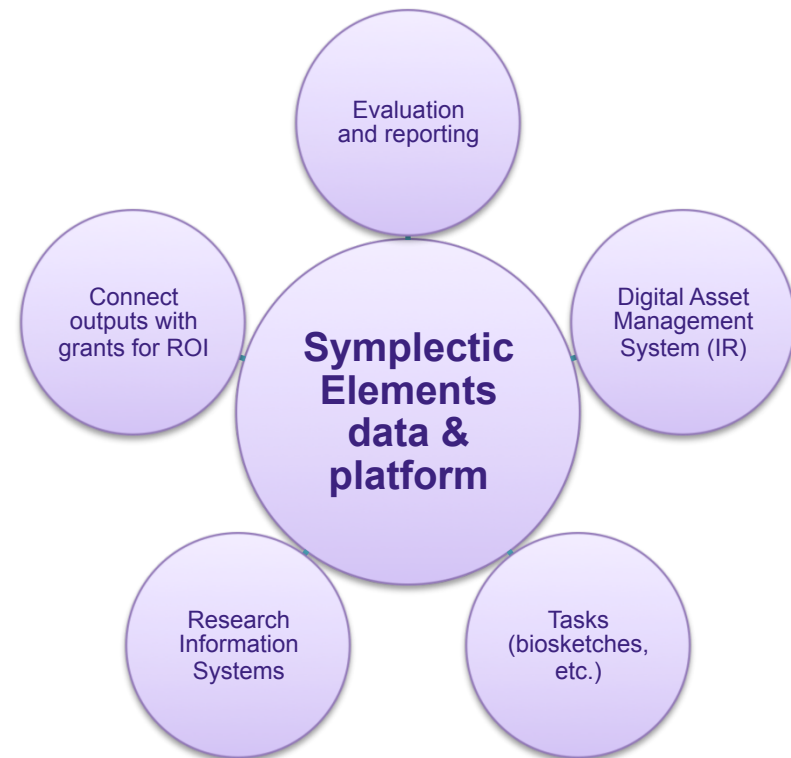 Evaluation
and reporting
Connect
outputs with
grants for ROI
Digital Asset
Management
System (IR)
Symplectic
Elements
data &
platform
Research
Information
Systems
Tasks
(biosketches,
etc.)